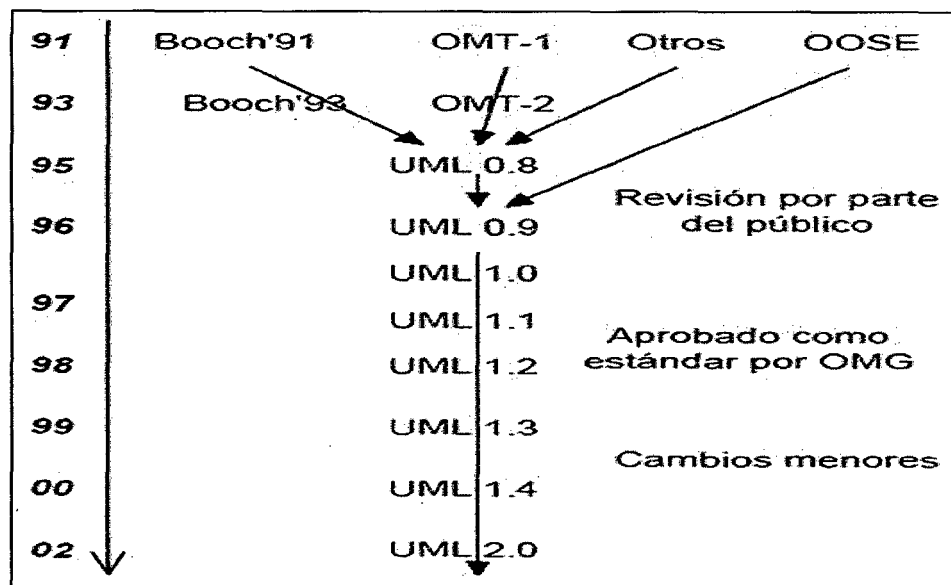 91 Booch'91 OMT-1 Otros OOSE
93 Booch'93 OMT-2
95 UML 0.8
Revisión por parte
96 UML 0.9 del público
UML 1.0
97
UML 1.1
Aprobado como
98 UML 1.2 estándar por OMG
99 UML 1.3
Cambios menores
00 UML 1.4
02 UML 2.0